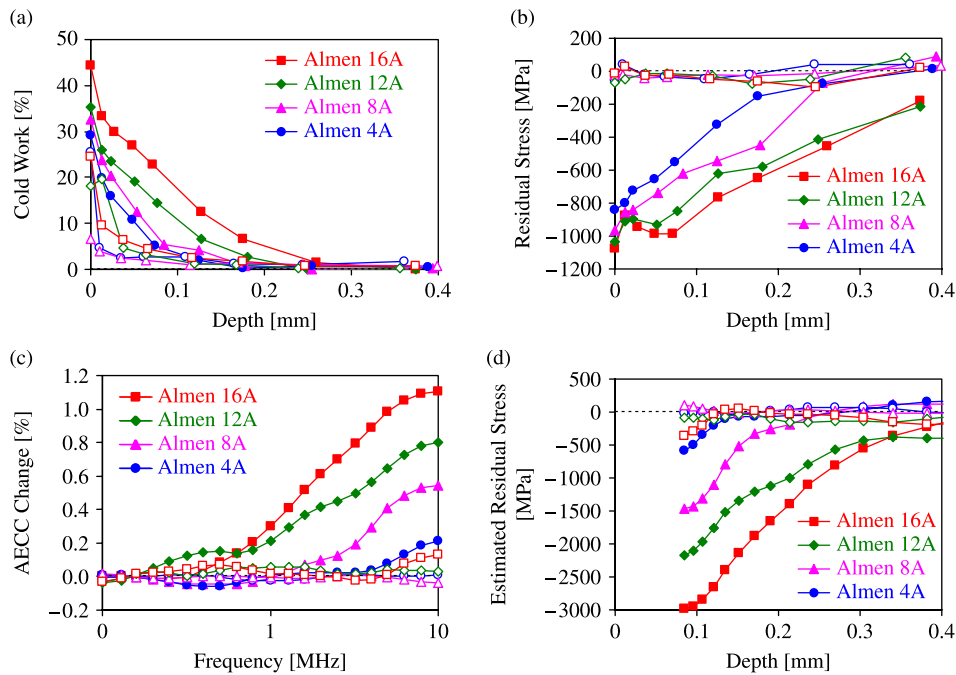 (a)
50
40
30
20
10
0
Cold Work [%]
Almen 16A
Almen 12A
Almen 8A
Almen 4A
0
0.1
0.2
0.3
0.4
Depth [mm]
(b)
200
0
−200
−400
−600
−800
−1000
−1200
Residual Stress
[MPa]
Almen 16A
Almen 12A
Almen 8A
Almen 4A
0
0.1
0.2
0.3
0.4
Depth [mm]
(c)
1.2
1.0
0.8
0.6
0.4
0.2
0.0
−0.2
AECC Change [%]
Almen 16A
Almen 12A
Almen 8A
Almen 4A
0
1
10
Frequency [MHz]
(d)
500
0
−500
−1000
−1500
−2000
−2500
−3000
Estimated Residual Stress
[MPa]
Almen 16A
Almen 12A
Almen 8A
Almen 4A
0
0.1
0.2
0.3
0.4
Depth [mm]